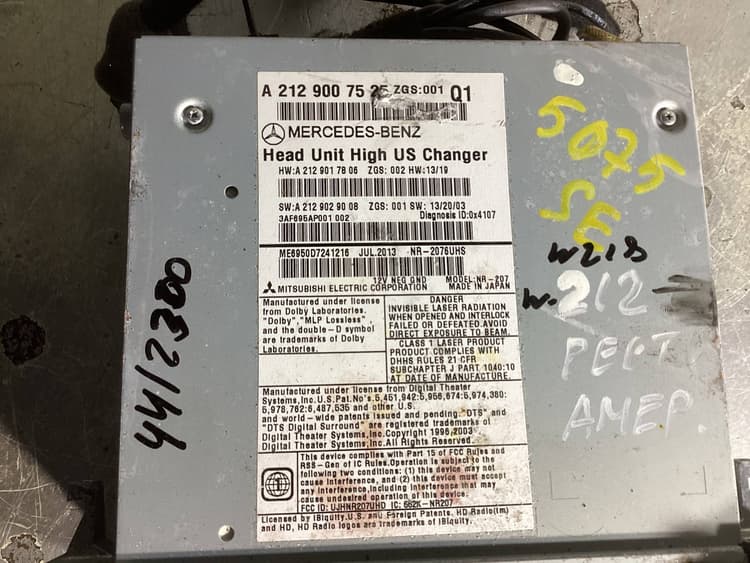 A 212 900 75 25 ZGS:001 Q1
MERCEDES-BENZ
Head Unit High US Changer
HW:A 212 901 78 06 ZGS: 002 HW:13/19
SW:A 212 902 90 08 ZGS: 001 SW: 13/20/03
3AF695AP001 002 Diagnosis ID:0x4107
ME6950D7241216 JUL.2013 NR-2076UHS
12V NEG GND MODEL:NR-207
MITSUBISHI ELECTRIC CORPORATION MADE IN JAPAN
Manufactured under license
from Dolby Laboratories.
"Dolby","MLP Lossless" ,
and the double-D symbol
are trademarks of Dolby
Laboratories.
DANGER
INVISIBLE LASER RADIATION
WHEN OPENED AND INTERLOCK
FAILED OR DEFEATED.AVOID
DIRECT EXPOSURE TO BEAM.
CLASS 1 LASER PRODUCT
PRODUCT COMPLIES WITH
DHHS RULES 21 CFR
SUBCHAPTER J PART 1040:10
AT DATE OF MANUFACTURE.
Manufactured under license from Digital Theater
Systems,Inc.U.S.Pat.No's.5,451,942:5,956,674:5,974,380:
5,978,762:6,487,535 and other U.S.
and world-wide patents issued and pending "DTS" and
"DTS Digital Surround" are registered trademarks of
Digital Theater Systems,Inc.Copyright 1996,2003
Digital Theater Systems,Inc.All Rights Reserved.
This device complies with Part 15 of FCC Rules and
RSS-Gen of IC Rules.Operation is subject to the
following two conditions: (1) this device may not
cause interference, and (2) this device must accept
any interference, including interference that may
cause undesired operation of this device.
FCC ID: UJHNR207UHD IC: 662K-NR207
Licensed by iBiquity.U.S. and Foreign Patents. HD Radio(tm)
and HD, HD Radio logos are trademarks of iBiquity.
44/2300
5075
SE
W218
W.212
РЕСТ
АМЕР.